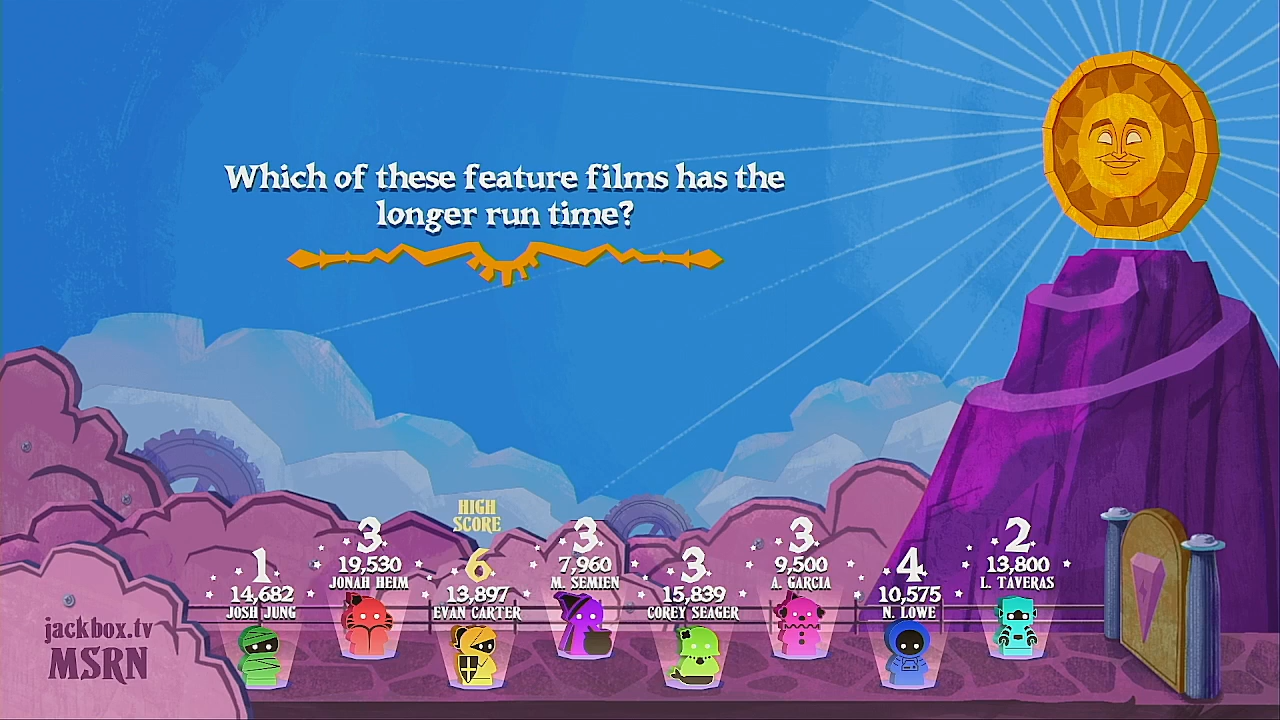 Which of these feature films has the
longer run time?
HIGH
SCORE
1
14,682
JOSH JUNG
3
19,530
JONAH HEIM
6
13,897
EVAN CARTER
3
7,960
M. SEMIEN
3
15,839
COREY SEAGER
3
9,500
A. GARCIA
4
10,575
N. LOWE
2
13,800
L. TAVERAS
jackbox.tv
MSRN